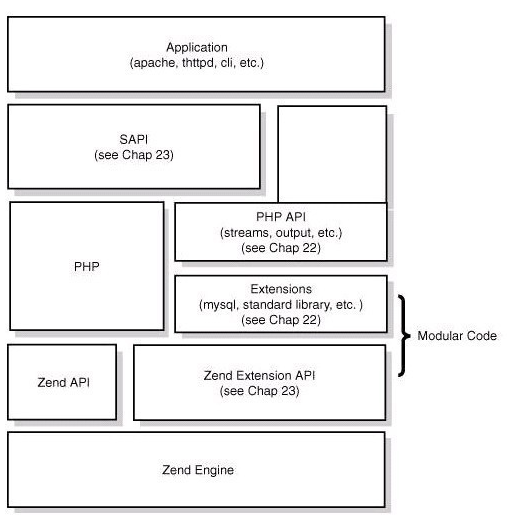 Application
(apache, thttpd, cli, etc.)
SAPI
(see Chap 23)
PHP API
(streams, output, etc.)
(see Chap 22)
PHP
Extensions
(mysql, standard library, etc. )
(see Chap 22)
Modular Code
Zend API
Zend Extension API
(see Chap 23)
Zend Engine